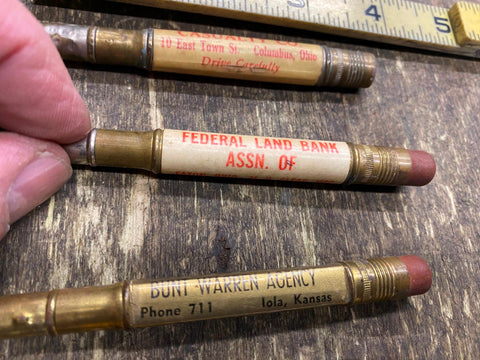 CASUALTY
10 East Town St. Columbus, Ohio
Drive Carefully
4 5
FEDERAL LAND BANK
ASSN. OF
BUNT-WARREN AGENCY
Phone 711 Iola, Kansas